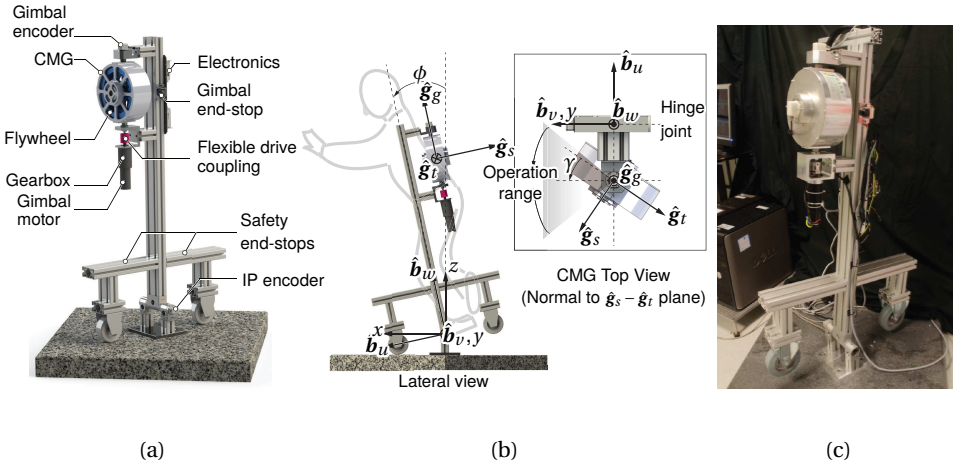 Gimbal
encoder
CMG
Flywheel
Gearbox
Gimbal
motor
Electronics
Gimbal
end-stop
Flexible drive
coupling
Safety
end-stops
IP encoder
ϕ
ĝg
ĝs
ĝt
b̂w
z
x
b̂u
b̂v, y
Lateral view
b̂u
b̂v, y
b̂w
Hinge
joint
Operation
range
γ
ĝg
ĝt
ĝs
CMG Top View
(Normal to ĝs – ĝt plane)
(a)
(b)
(c)